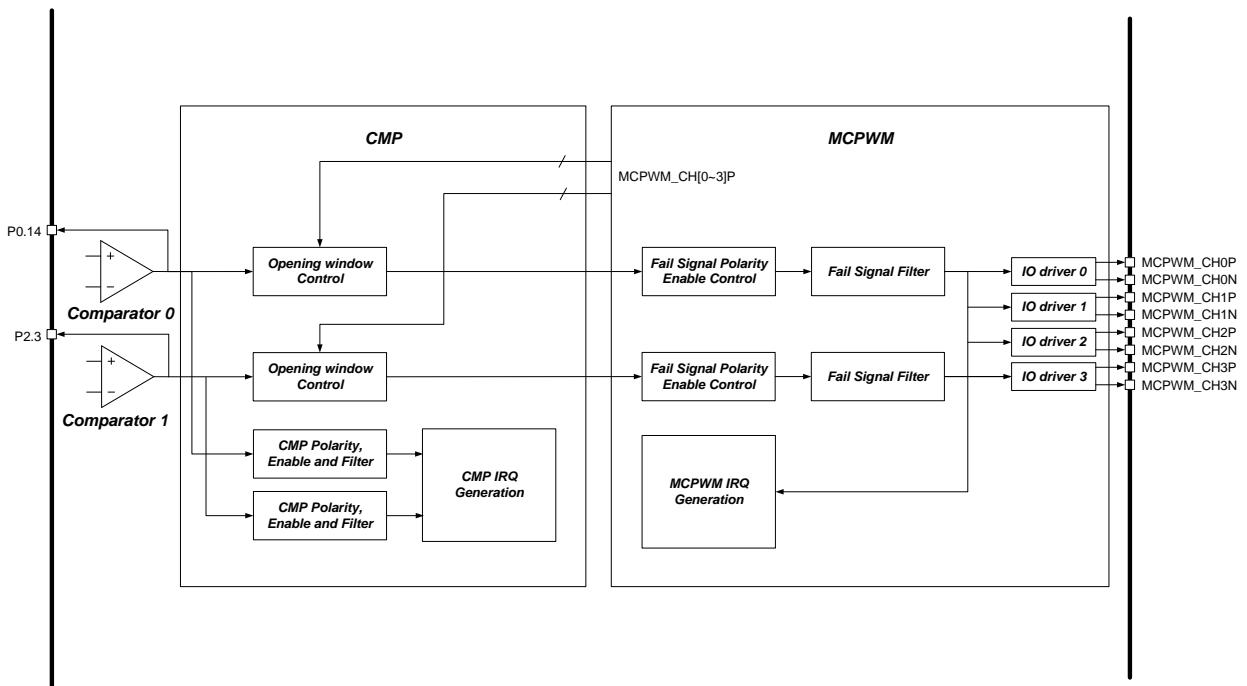 CMP
MCPWM
MCPWM_CH[0~3]P
P0.14
+
−
Comparator 0
Opening window
Control
Fail Signal Polarity
Enable Control
Fail Signal Filter
IO driver 0
IO driver 1
IO driver 2
IO driver 3
MCPWM_CH0P
MCPWM_CH0N
MCPWM_CH1P
MCPWM_CH1N
MCPWM_CH2P
MCPWM_CH2N
MCPWM_CH3P
MCPWM_CH3N
P2.3
+
−
Comparator 1
Opening window
Control
Fail Signal Polarity
Enable Control
Fail Signal Filter
CMP Polarity,
Enable and Filter
CMP Polarity,
Enable and Filter
CMP IRQ
Generation
MCPWM IRQ
Generation